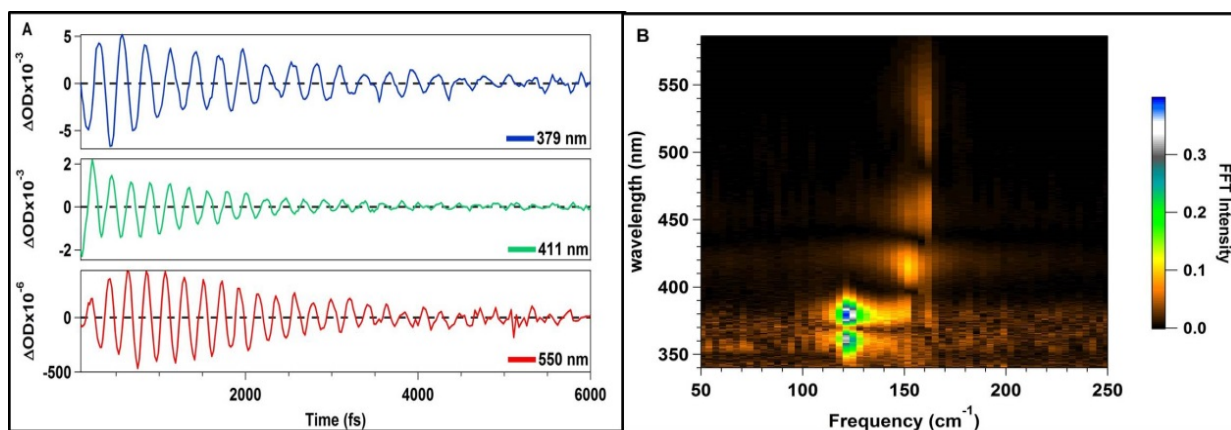 A
5
0
-5
ΔODx10⁻³
379 nm
2
0
-2
ΔODx10⁻³
411 nm
0
-500
ΔODx10⁻⁶
550 nm
2000
4000
6000
Time (fs)
B
550
500
450
400
350
wavelength (nm)
50
100
150
200
250
Frequency (cm⁻¹)
0.3
0.2
0.1
0.0
FFT Intensity